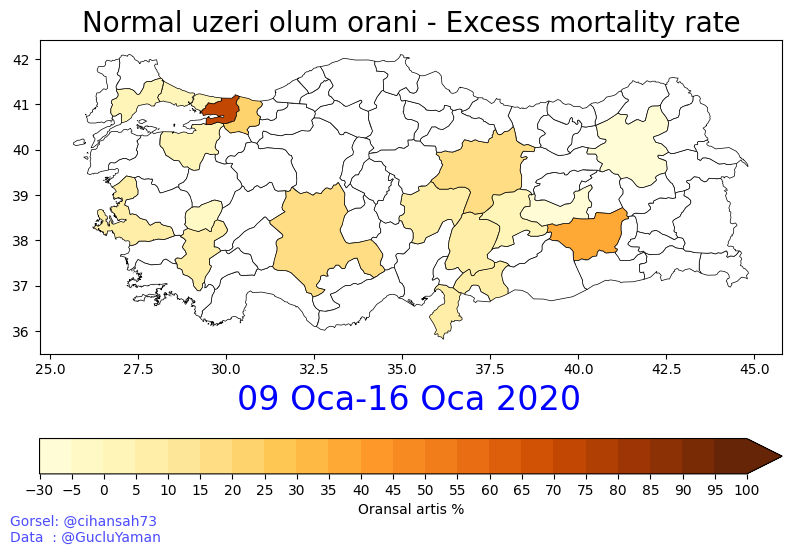 Normal uzeri olum orani - Excess mortality rate
42
41
40
39
38
37
36
25.0 27.5 30.0 32.5 35.0 37.5 40.0 42.5 45.0
09 Oca-16 Oca 2020
−30 −5 0 5 10 15 20 25 30 35 40 45 50 55 60 65 70 75 80 85 90 95 100
Oransal artis %
Gorsel: @cihansah73
Data : @GucluYaman